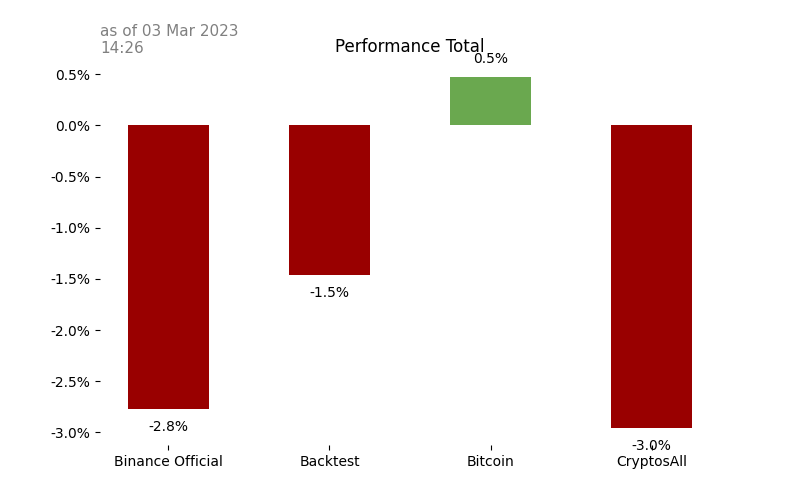 as of 03 Mar 2023
14:26
Performance Total
0.5%
0.5%
0.0%
-0.5%
-1.0%
-1.5%
-1.5%
-2.0%
-2.5%
-2.8%
-3.0%
-3.0%
Binance Official
Backtest
Bitcoin
CryptosAll